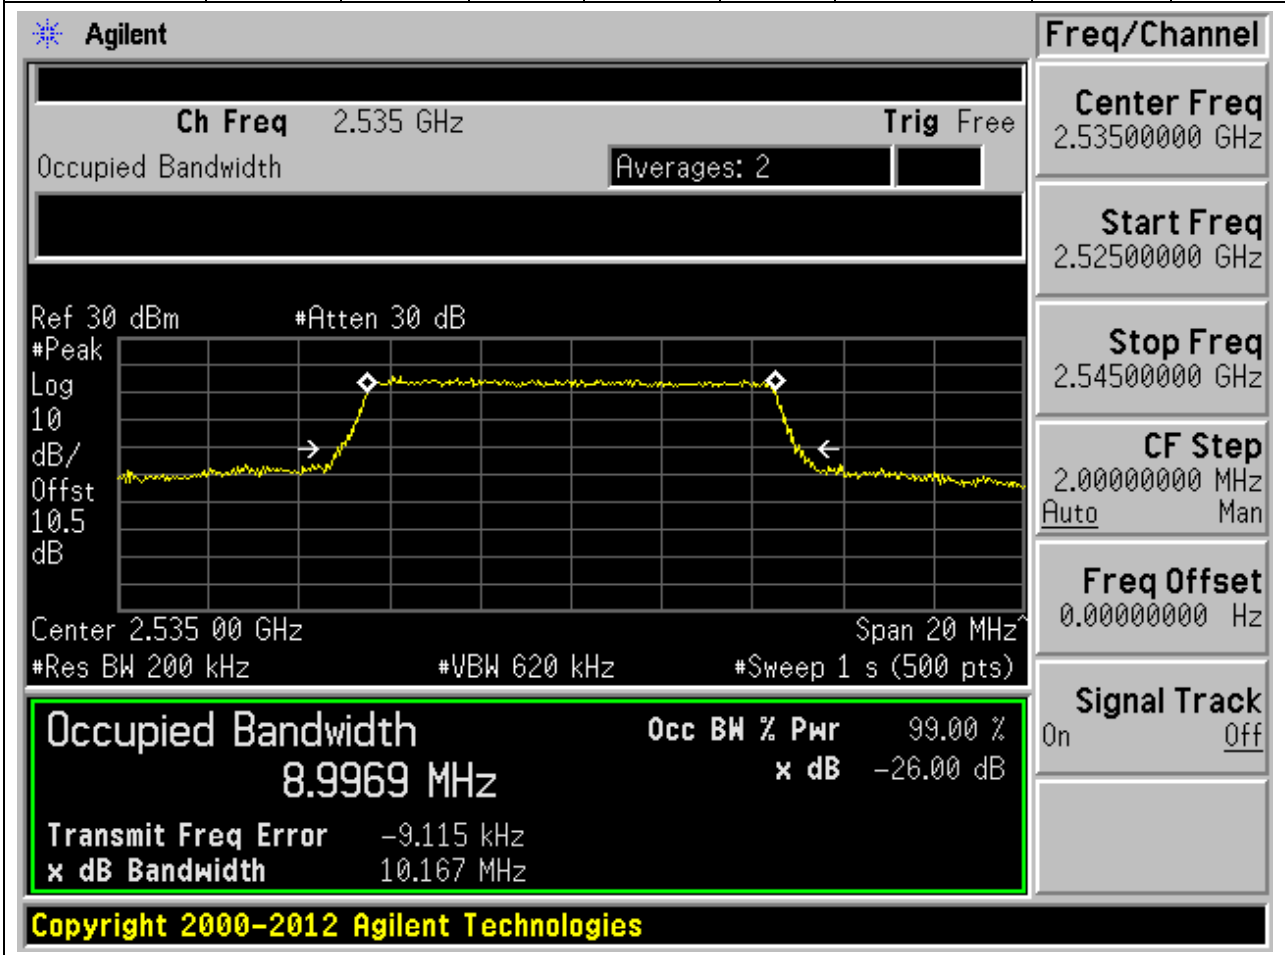 Agilent
Freq/Channel
Ch Freq 2.535 GHz Trig Free
Occupied Bandwidth Averages: 2
Center Freq
2.53500000 GHz
Start Freq
2.52500000 GHz
Stop Freq
2.54500000 GHz
CF Step
2.00000000 MHz
Auto Man
Freq Offset
0.00000000 Hz
Signal Track
On Off
Ref 30 dBm #Atten 30 dB
#Peak
Log
10
dB/
Offst
10.5
dB
Center 2.535 00 GHz Span 20 MHz^
#Res BW 200 kHz #VBW 620 kHz #Sweep 1 s (500 pts)
Occupied Bandwidth Occ BW % Pwr 99.00 %
8.9969 MHz x dB -26.00 dB
Transmit Freq Error -9.115 kHz
x dB Bandwidth 10.167 MHz
Copyright 2000-2012 Agilent Technologies